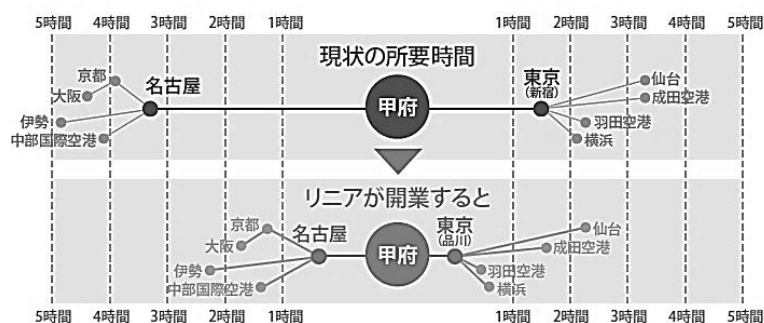 5時間 4時間 3時間 2時間 1時間 1時間 2時間 3時間 4時間 5時間
現状の所要時間
京都
名古屋
大阪
伊勢
中部国際空港
甲府
東京
(新宿)
仙台
成田空港
羽田空港
横浜
リニアが開業すると
京都
名古屋
大阪
伊勢
中部国際空港
甲府
東京
(品川)
仙台
成田空港
羽田空港
横浜
5時間 4時間 3時間 2時間 1時間 1時間 2時間 3時間 4時間 5時間